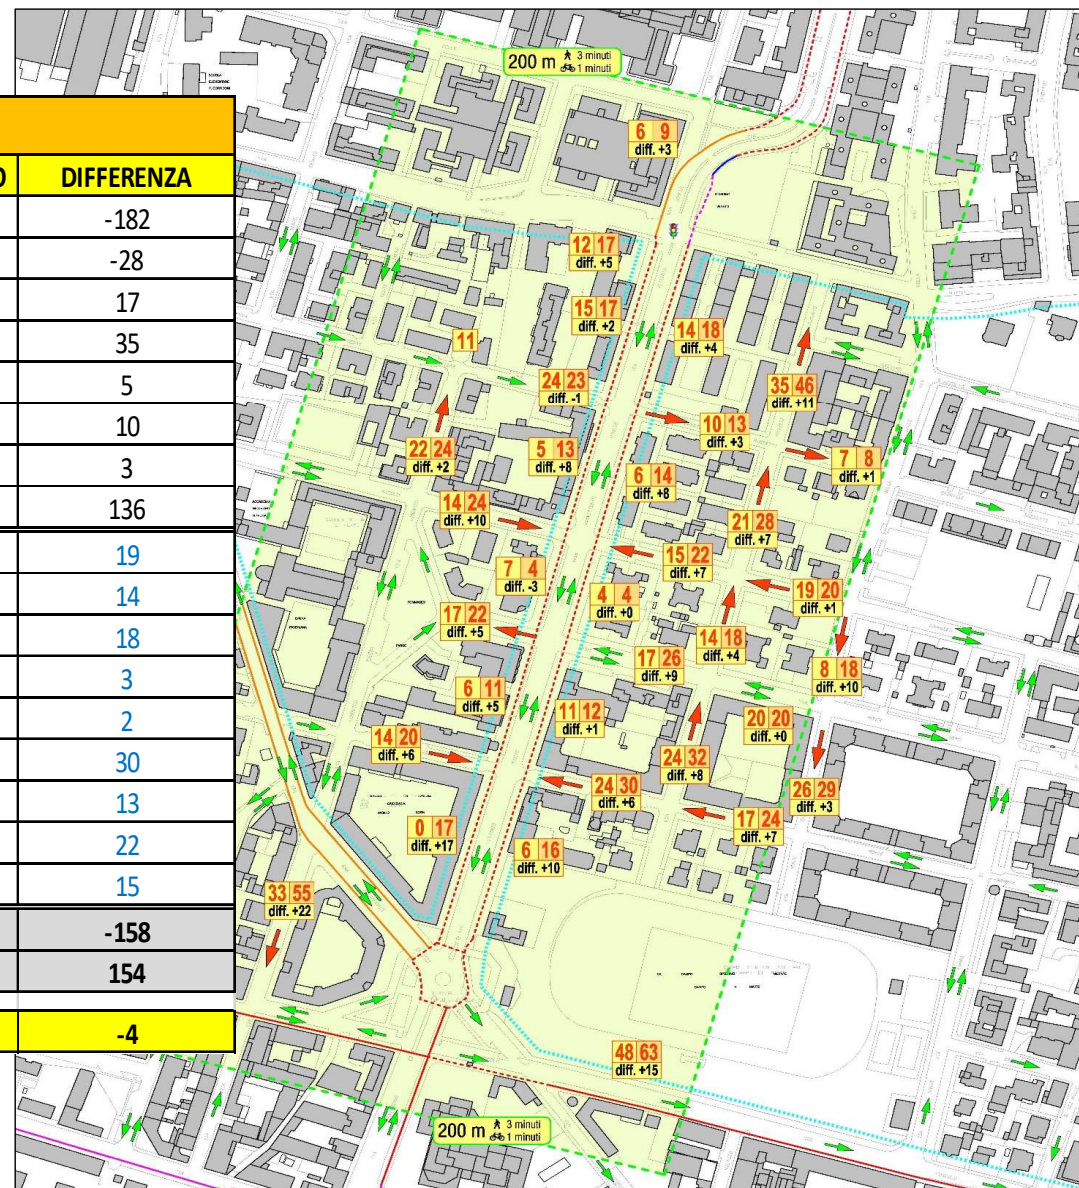 200 m 3 minuti
1 minuti
O DIFFERENZA
-182
-28
17
35
5
10
3
136
19
14
18
3
2
30
13
22
15
-158
154
-4
6 9
diff. +3
12 17
diff. +5
15 17
diff. +2
14 18
diff. +4
11
24 23
diff. -1
35 46
diff. +11
10 13
diff. +3
22 24
diff. +2
5 13
diff. +8
7 8
diff. +1
6 14
diff. +8
14 24
diff. +10
21 28
diff. +7
15 22
diff. +7
7 4
diff. -3
4 4
diff. +0
19 20
diff. +1
17 22
diff. +5
14 18
diff. +4
17 26
diff. +9
8 18
diff. +10
6 11
diff. +5
11 12
diff. +1
20 20
diff. +0
14 20
diff. +6
24 32
diff. +8
24 30
diff. +6
26 29
diff. +3
17 24
diff. +7
0 17
diff. +17
6 16
diff. +10
33 55
diff. +22
48 63
diff. +15
200 m 3 minuti
1 minuti